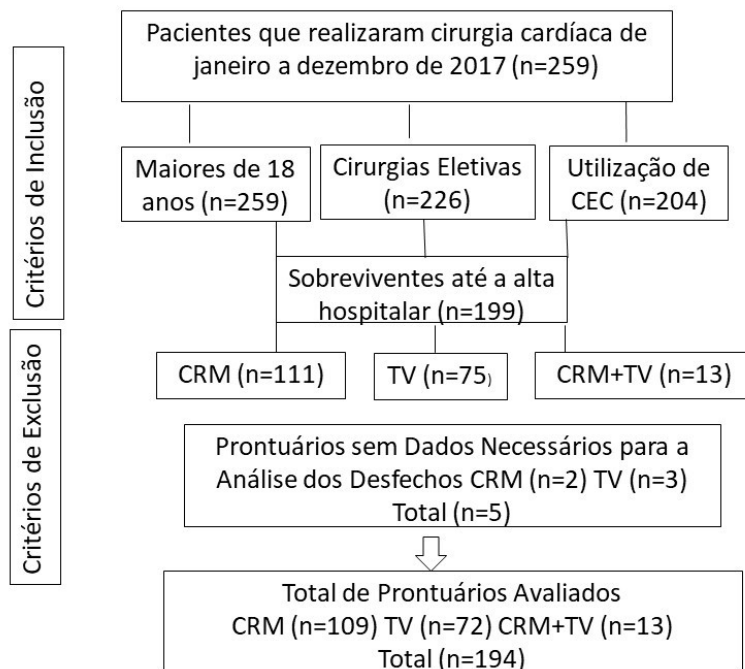 Critérios de Inclusão
Pacientes que realizaram cirurgia cardíaca de
janeiro a dezembro de 2017 (n=259)
Maiores de 18
anos (n=259)
Cirurgias Eletivas
(n=226)
Utilização de
CEC (n=204)
Sobreviventes até a alta
hospitalar (n=199)
Critérios de Exclusão
CRM (n=111)
TV (n=75)
CRM+TV (n=13)
Prontuários sem Dados Necessários para a
Análise dos Desfechos CRM (n=2) TV (n=3)
Total (n=5)
Total de Prontuários Avaliados
CRM (n=109) TV (n=72) CRM+TV (n=13)
Total (n=194)